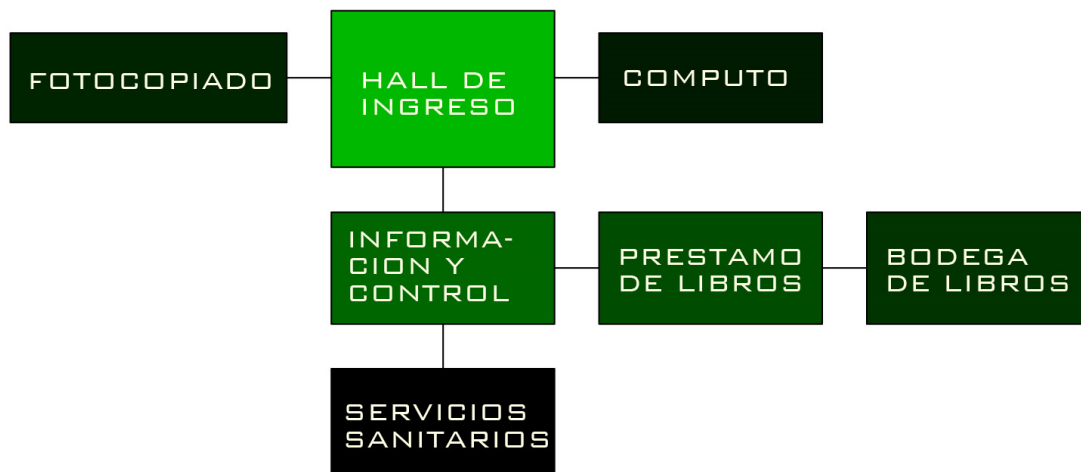 FOTOCOPIADO
HALL DE
INGRESO
COMPUTO
INFORMA-
CION Y
CONTROL
PRESTAMO
DE LIBROS
BODEGA
DE LIBROS
SERVICIOS
SANITARIOS